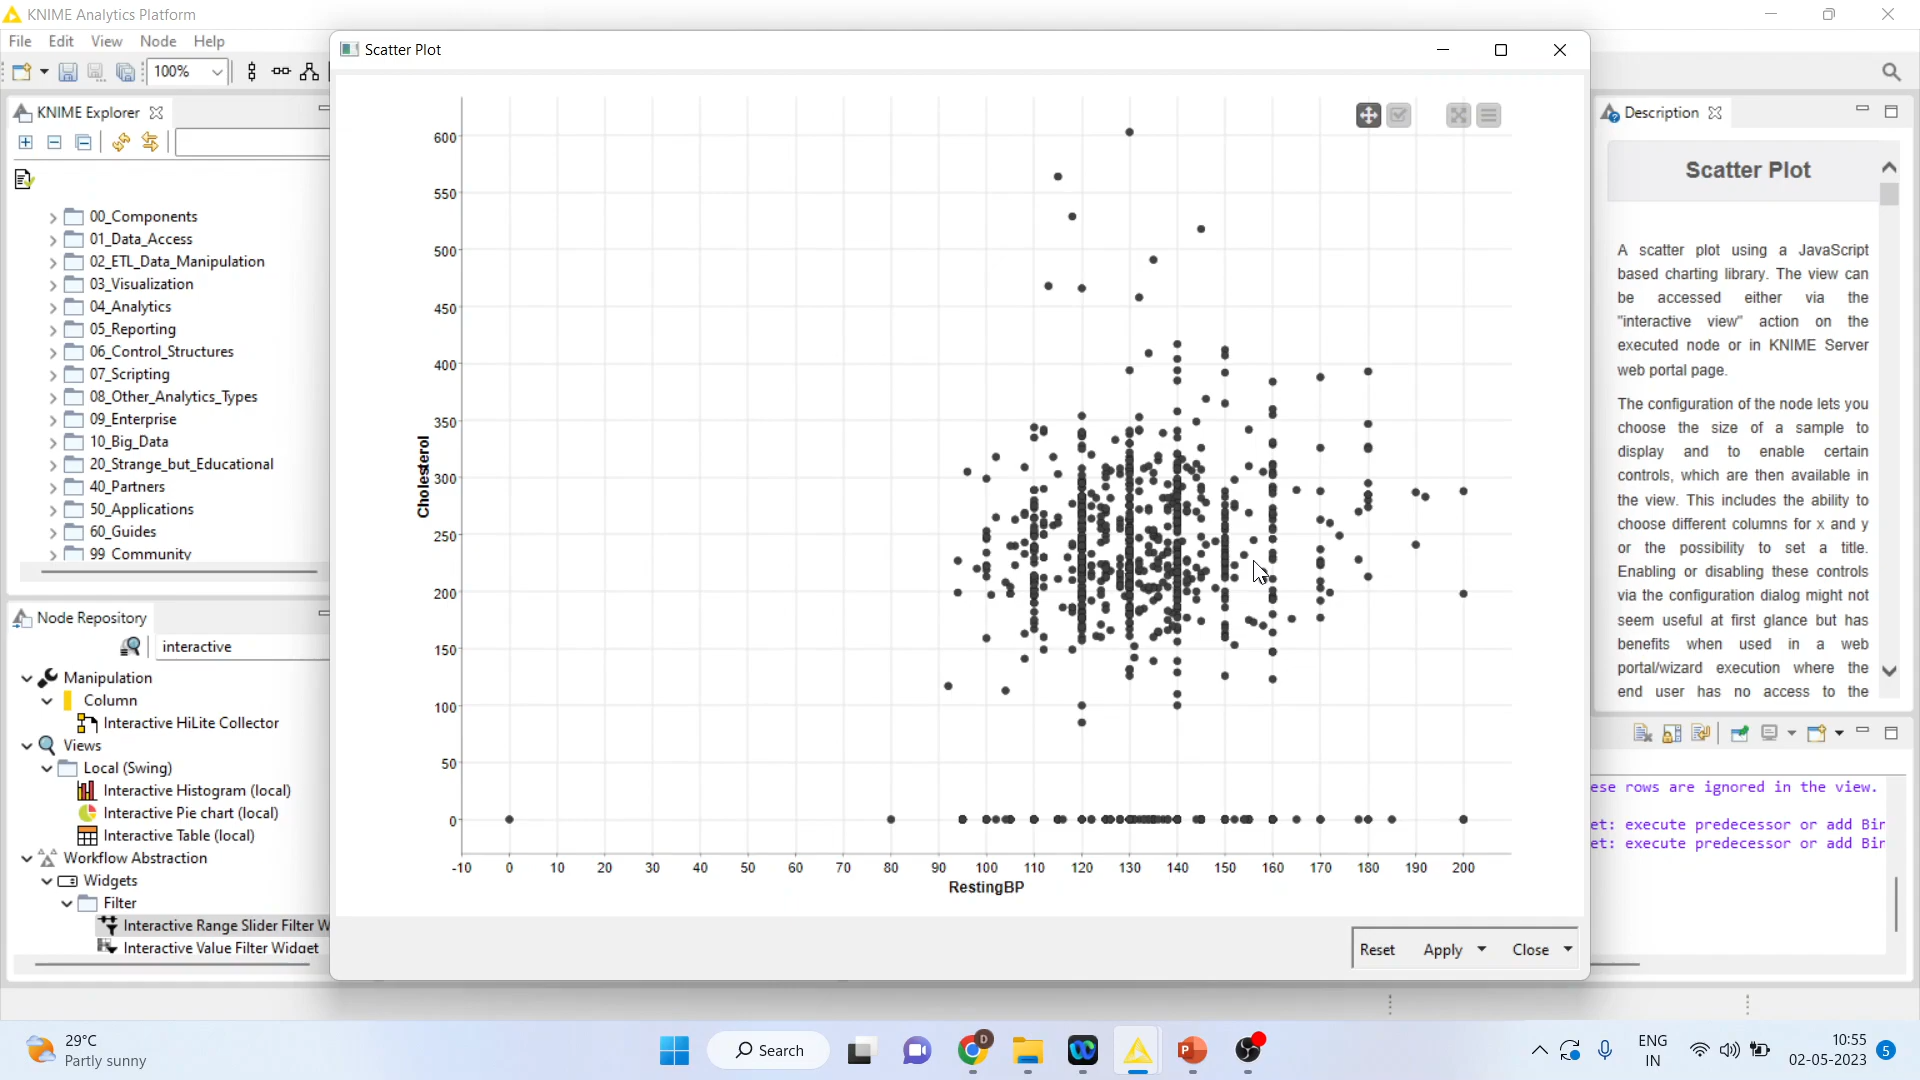 KNIME Analytics Platform
File Edit View Node Help
100%
KNIME Explorer
00_Components
01_Data_Access
02_ETL_Data_Manipulation
03_Visualization
04_Analytics
05_Reporting
06_Control_Structures
07_Scripting
08_Other_Analytics_Types
09_Enterprise
10_Big_Data
20_Strange_but_Educational
40_Partners
50_Applications
60_Guides
99_Community
Node Repository
interactive
Manipulation
Column
Interactive HiLite Collector
Views
Local (Swing)
Interactive Histogram (local)
Interactive Pie chart (local)
Interactive Table (local)
Workflow Abstraction
Widgets
Filter
Interactive Range Slider Filter W
Interactive Value Filter Widget
Scatter Plot
600
550
500
450
400
350
300
250
200
150
100
50
0
Cholesterol
-10 0 10 20 30 40 50 60 70 80 90 100 110 120 130 140 150 160 170 180 190 200
RestingBP
Reset Apply Close
Description
Scatter Plot
A scatter plot using a JavaScript
based charting library. The view can
be accessed either via the
"interactive view" action on the
executed node or in KNIME Server
web portal page.
The configuration of the node lets you
choose the size of a sample to
display and to enable certain
controls, which are then available in
the view. This includes the ability to
choose different columns for x and y
or the possibility to set a title.
Enabling or disabling these controls
via the configuration dialog might not
seem useful at first glance but has
benefits when used in a web
portal/wizard execution where the
end user has no access to the
ese rows are ignored in the view.
et: execute predecessor or add Bin
et: execute predecessor or add Bin
29°C
Partly sunny
Search
D
P
ENG
IN
10:55
02-05-2023
5